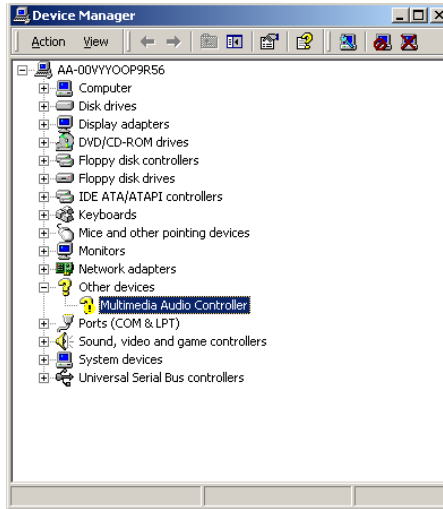 Device Manager
Action View
AA-00VYYOOP9R56
Computer
Disk drives
Display adapters
DVD/CD-ROM drives
Floppy disk controllers
Floppy disk drives
IDE ATA/ATAPI controllers
Keyboards
Mice and other pointing devices
Monitors
Network adapters
Other devices
Multimedia Audio Controller
Ports (COM & LPT)
Sound, video and game controllers
System devices
Universal Serial Bus controllers